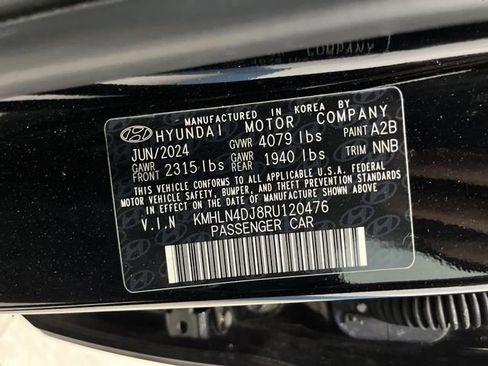 MANUFACTURED IN KOREA BY
HYUNDAI MOTOR COMPANY
JUN/2024 GVWR 4079 lbs PAINT A2B
GAWR FRONT 2315 lbs GAWR REAR 1940 lbs TRIM NNB
THIS VEHICLE CONFORMS TO ALL APPLICABLE U.S.A. FEDERAL
MOTOR VEHICLE SAFETY, BUMPER, AND THEFT PREVENTION
STANDARDS IN EFFECT ON THE DATE OF MANUFACTURE
SHOWN ABOVE.
V.I.N KMHLN4DJ8RU120476
PASSENGER CAR